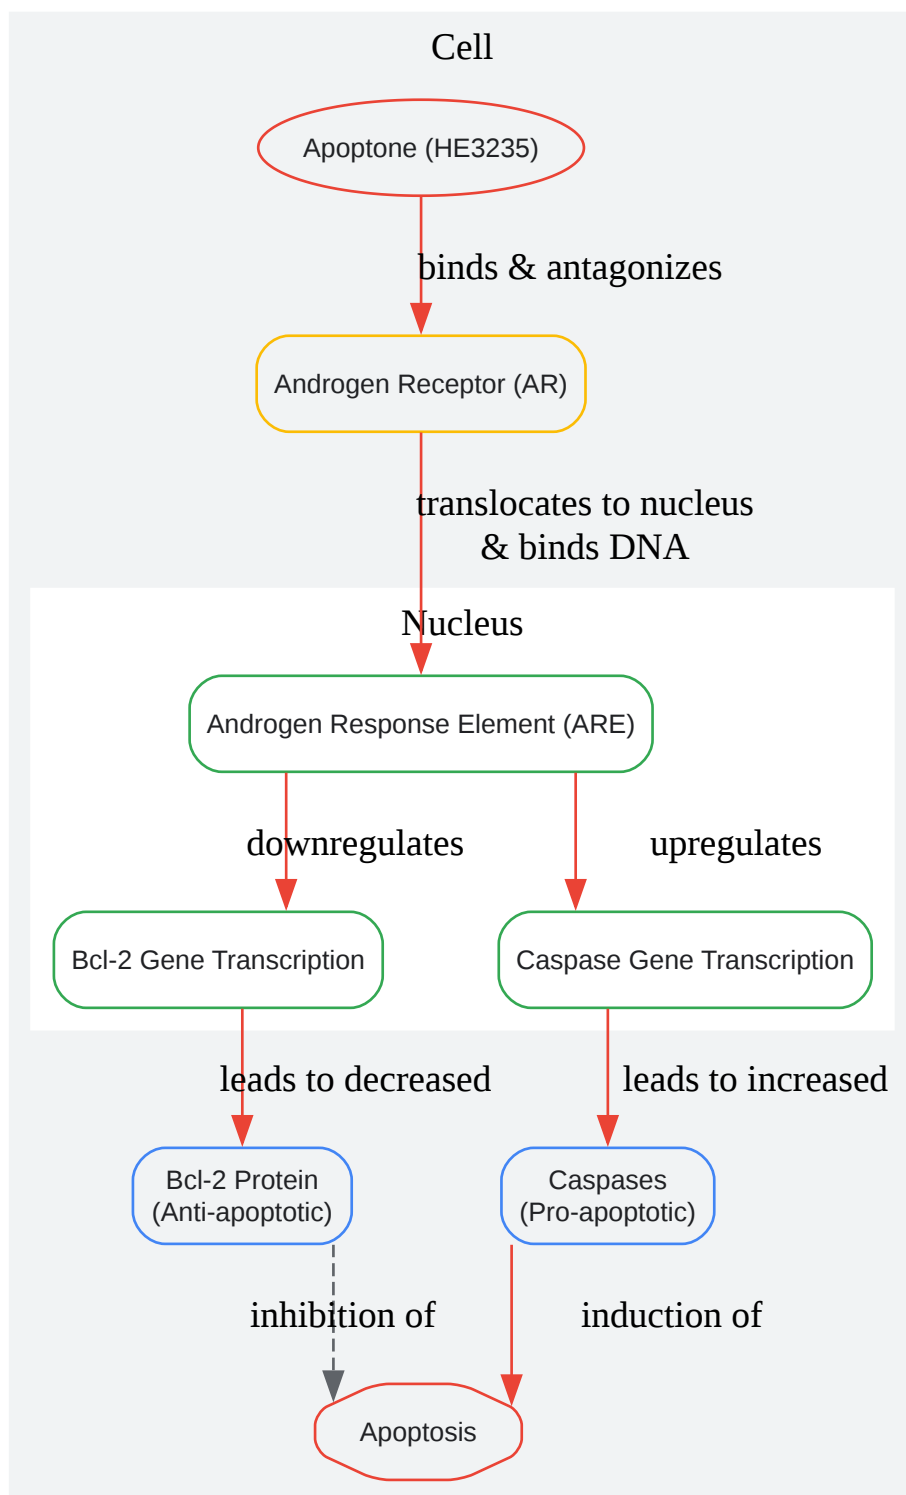 Cell
Apoptone (HE3235)
binds & antagonizes
Androgen Receptor (AR)
translocates to nucleus
& binds DNA
Nucleus
Androgen Response Element (ARE)
downregulates
upregulates
Bcl-2 Gene Transcription
Caspase Gene Transcription
leads to decreased
leads to increased
Bcl-2 Protein
(Anti-apoptotic)
Caspases
(Pro-apoptotic)
inhibition of
induction of
Apoptosis